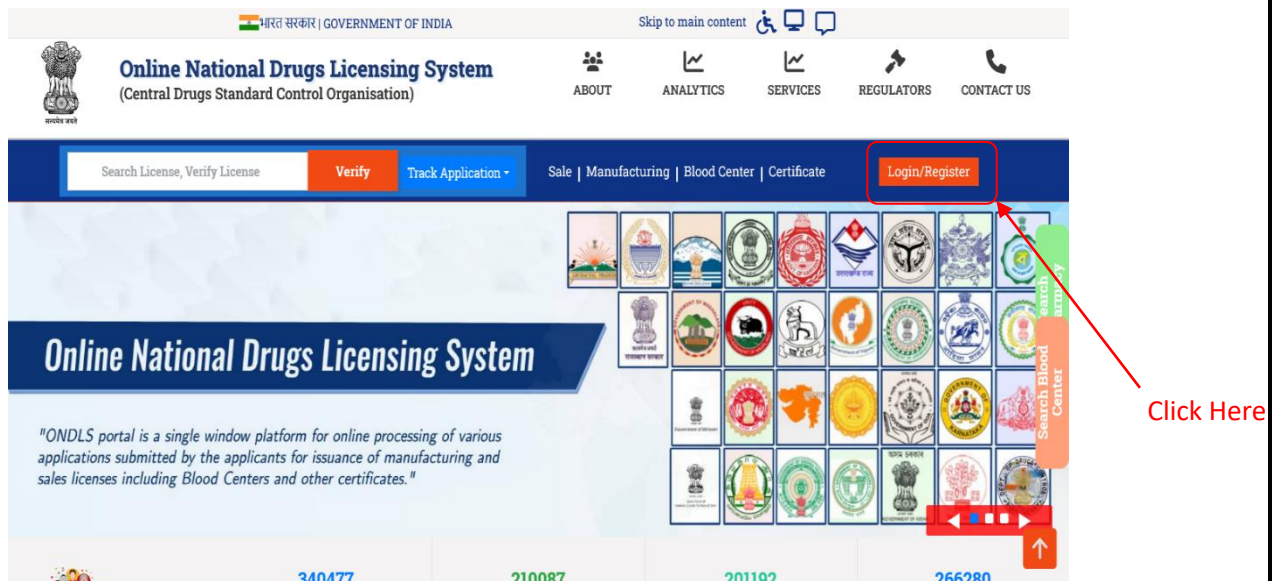 भारत सरकार | GOVERNMENT OF INDIA
Skip to main content
सत्यमेव जयते
Online National Drugs Licensing System
(Central Drugs Standard Control Organisation)
ABOUT
ANALYTICS
SERVICES
REGULATORS
CONTACT US
Search License, Verify License
Verify
Track Application
Sale | Manufacturing | Blood Center | Certificate
Login/Register
Search Blood
Center
Click Here
Online National Drugs Licensing System
"ONDLS portal is a single window platform for online processing of various
applications submitted by the applicants for issuance of manufacturing and
sales licenses including Blood Centers and other certificates."
340477
210087
201192
266280